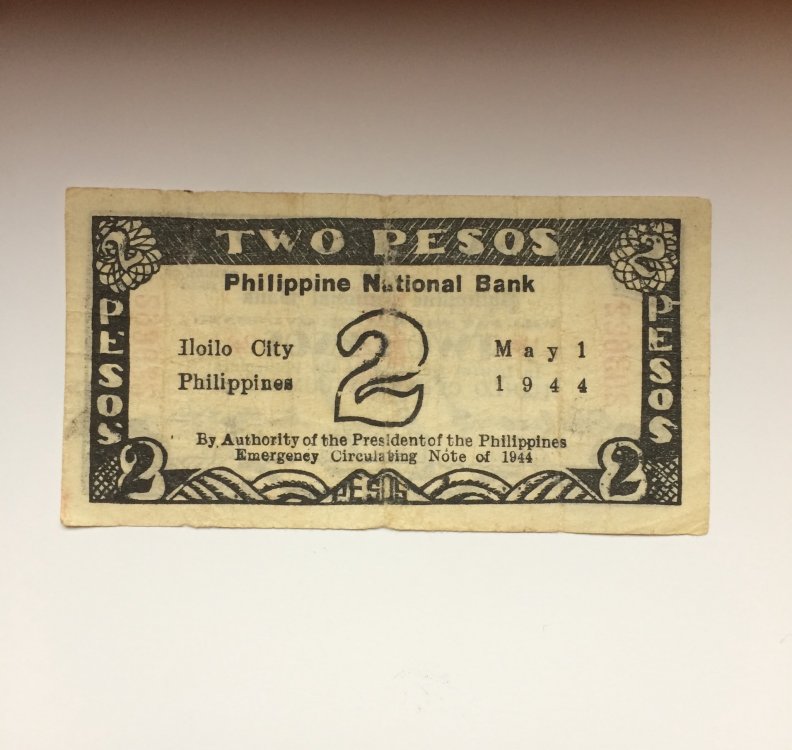 TWO PESOS
2 2
Philippine National Bank
PESOS
PESOS
Iloilo City
Philippines
2
May 1
1944
By Authority of the President of the Philippines
Emergency Circulating Note of 1944
2 PESOS 2